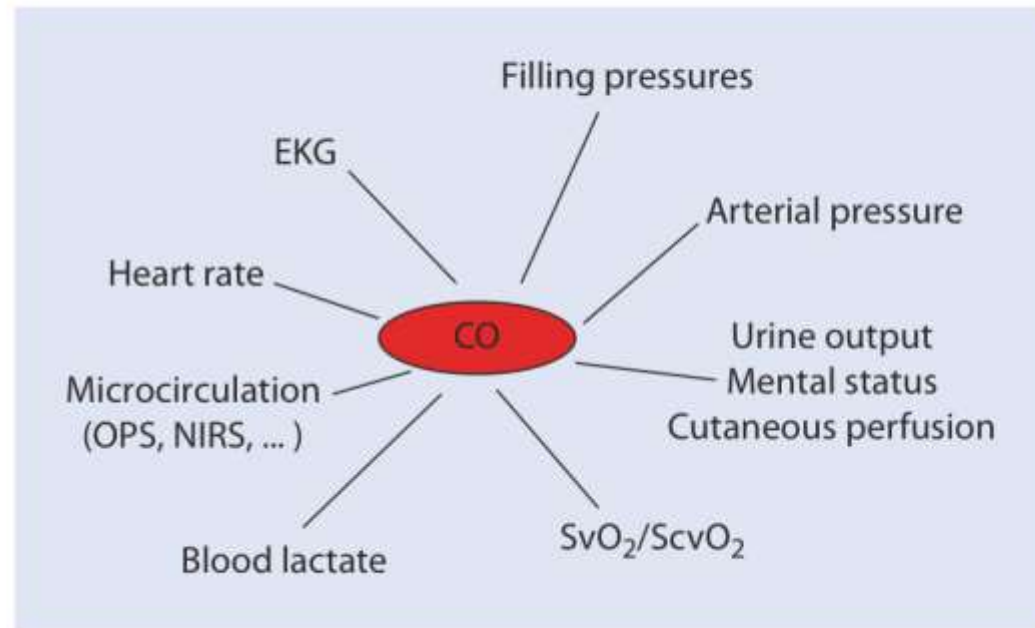 Filling pressures
EKG
Arterial pressure
Heart rate
CO
Urine output
Mental status
Cutaneous perfusion
Microcirculation
(OPS, NIRS, ... )
SvO₂/ScvO₂
Blood lactate